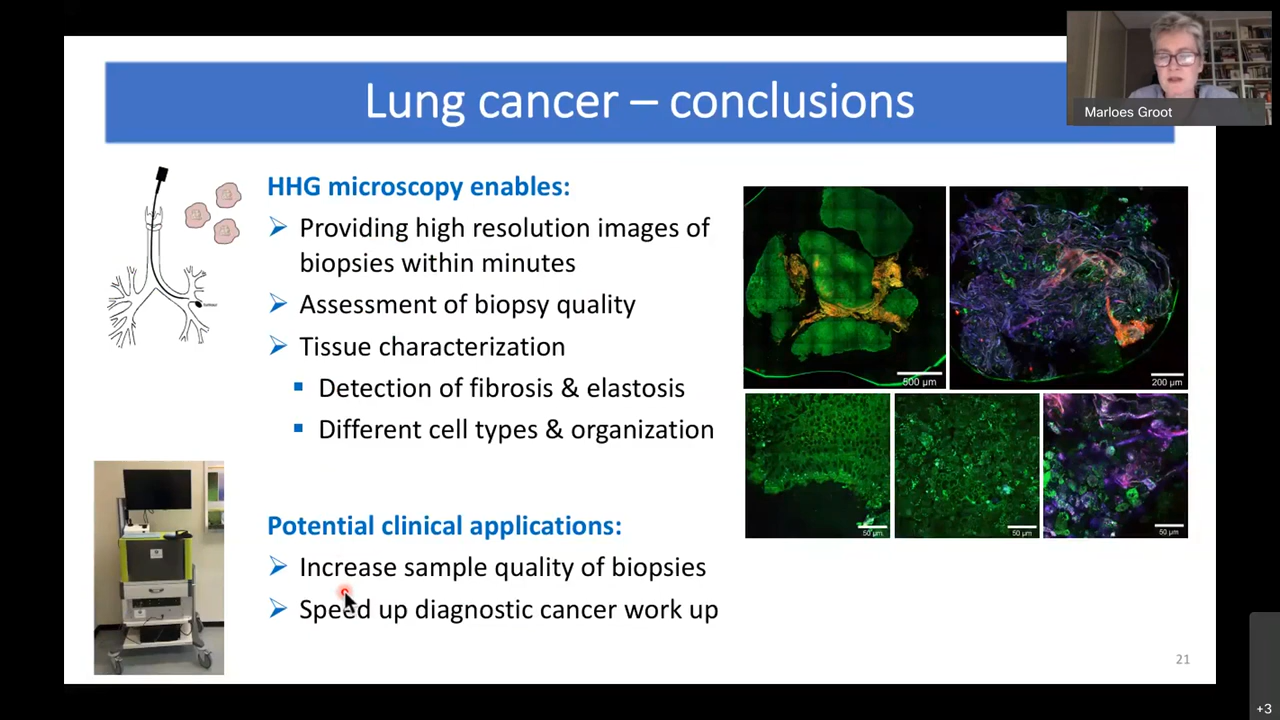 Lung cancer – conclusions
Marloes Groot
HHG microscopy enables:
Providing high resolution images of
biopsies within minutes
Assessment of biopsy quality
Tissue characterization
Detection of fibrosis & elastosis
Different cell types & organization
Potential clinical applications:
Increase sample quality of biopsies
Speed up diagnostic cancer work up
500 µm
200 µm
50 µm
50 µm
50 µm
21
+3